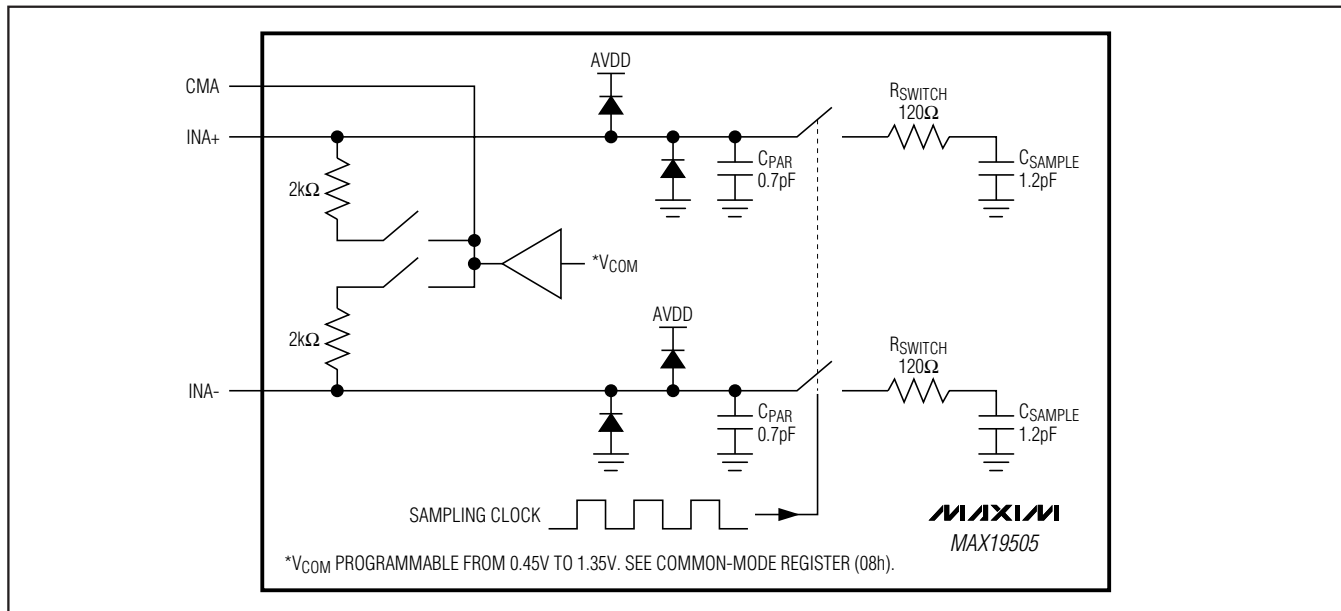 AVDD
CMA
RSWITCH
120Ω
INA+
CPAR
0.7pF
CSAMPLE
1.2pF
2kΩ
*VCOM
AVDD
2kΩ
RSWITCH
120Ω
INA-
CPAR
0.7pF
CSAMPLE
1.2pF
SAMPLING CLOCK
MAXIM
MAX19505
*VCOM PROGRAMMABLE FROM 0.45V TO 1.35V. SEE COMMON-MODE REGISTER (08h).